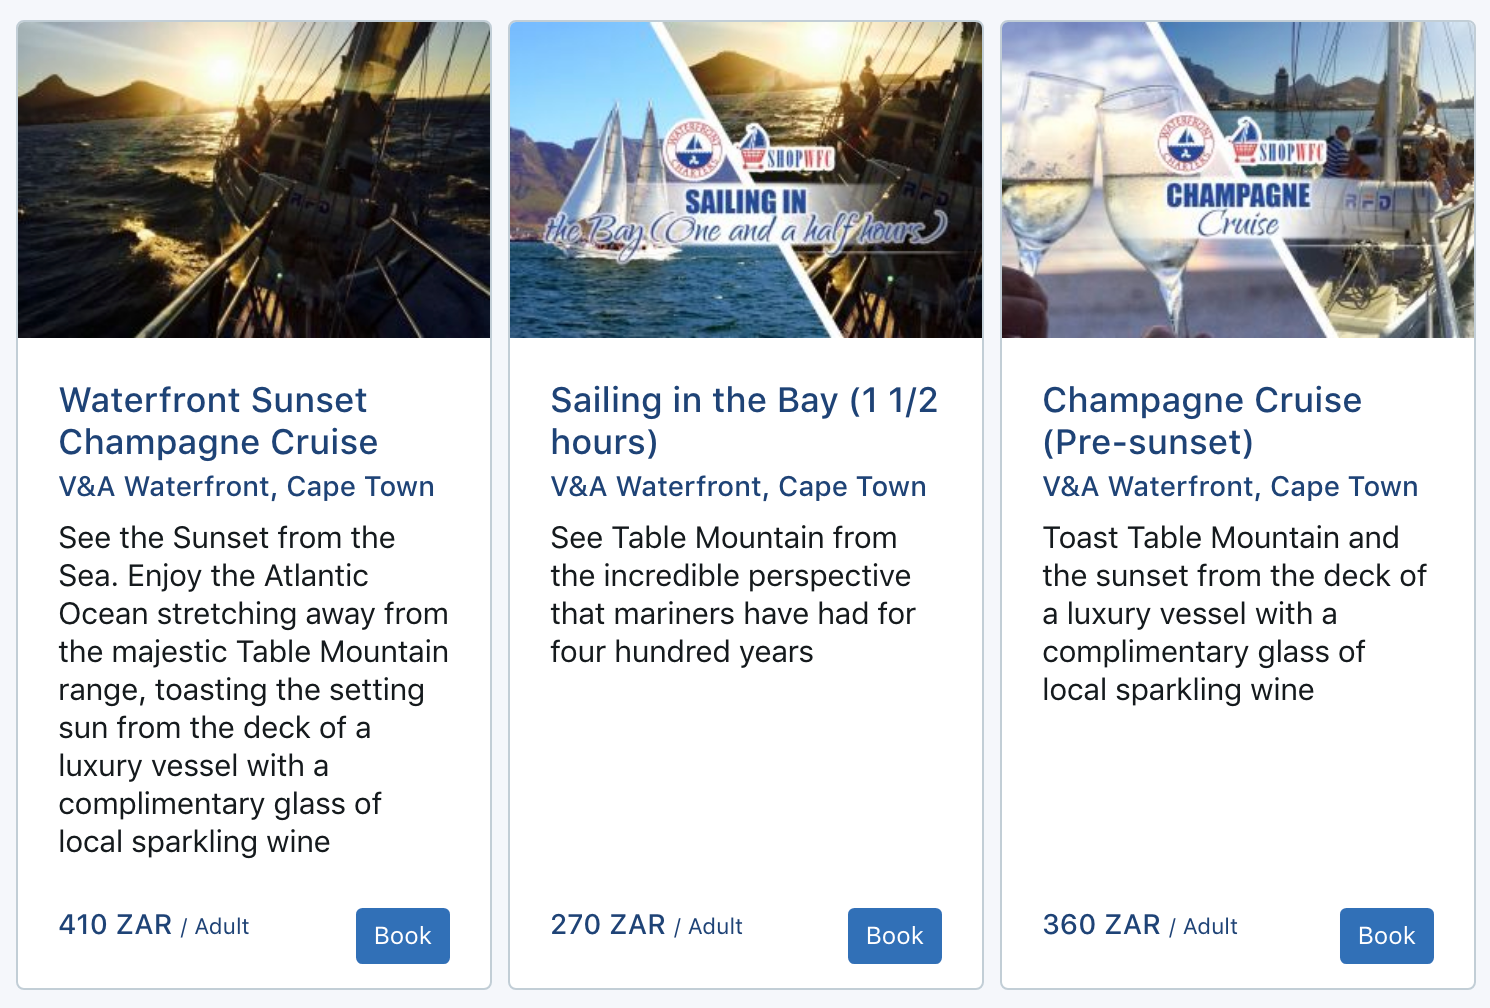 WATERFRONT
CHARTERS
SHOPWFC
SAILING IN
the Bay (One and a half hours)
RFD
WATERFRONT
CHARTERS
SHOPWFC
CHAMPAGNE
Cruise
RFD
Waterfront Sunset
Champagne Cruise
V&A Waterfront, Cape Town
See the Sunset from the
Sea. Enjoy the Atlantic
Ocean stretching away from
the majestic Table Mountain
range, toasting the setting
sun from the deck of a
luxury vessel with a
complimentary glass of
local sparkling wine
410 ZAR / Adult
Book
Sailing in the Bay (1 1/2
hours)
V&A Waterfront, Cape Town
See Table Mountain from
the incredible perspective
that mariners have had for
four hundred years
270 ZAR / Adult
Book
Champagne Cruise
(Pre-sunset)
V&A Waterfront, Cape Town
Toast Table Mountain and
the sunset from the deck of
a luxury vessel with a
complimentary glass of
local sparkling wine
360 ZAR / Adult
Book